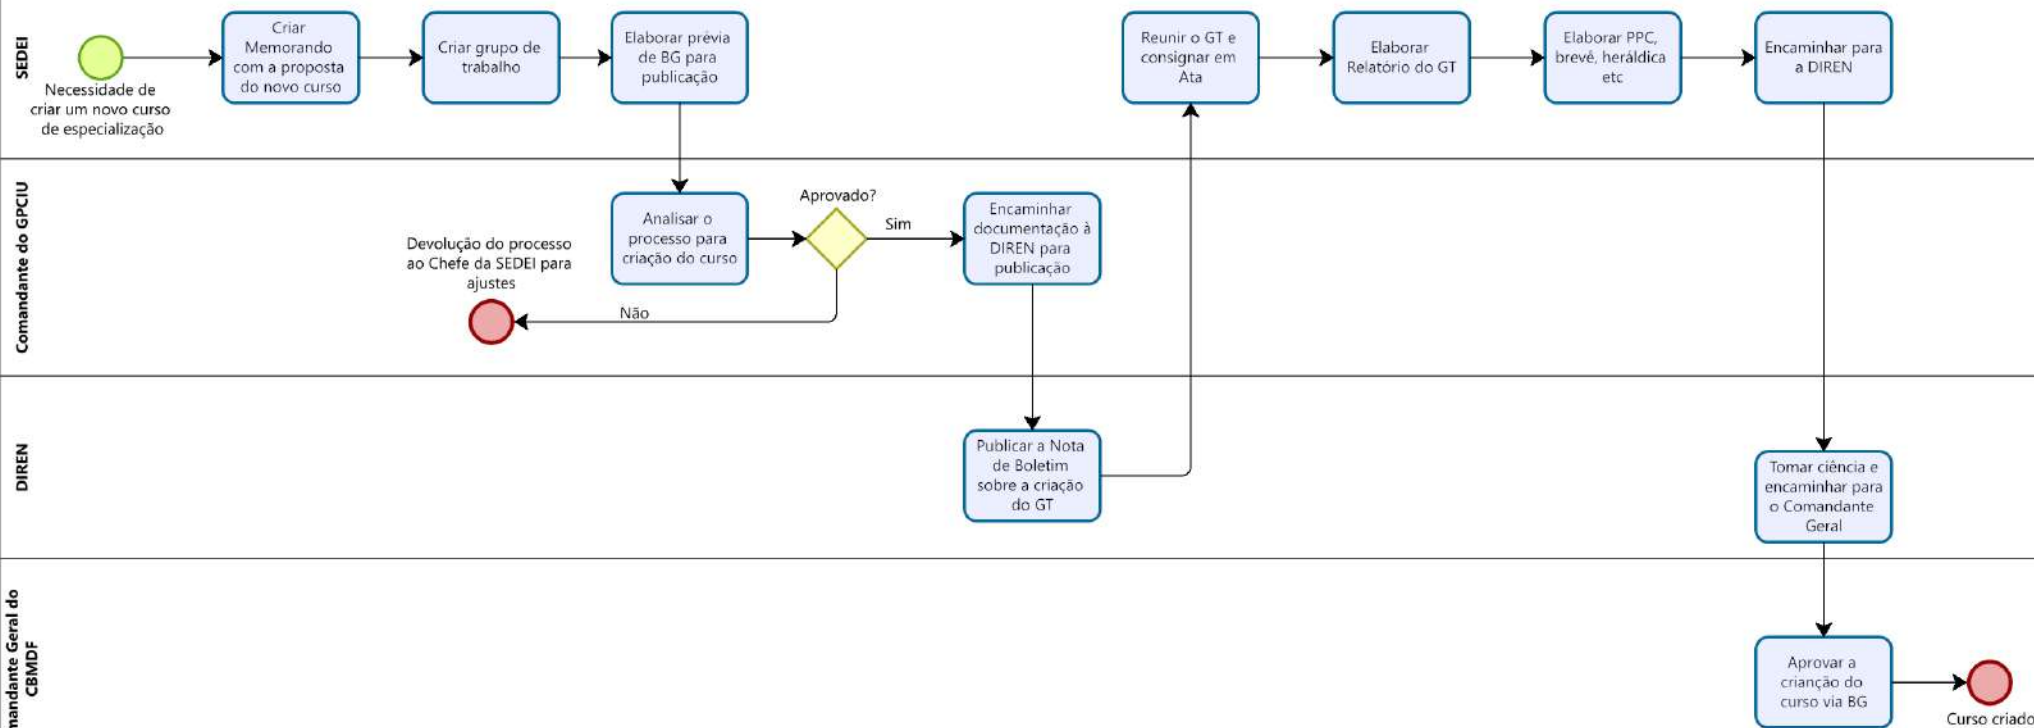 SEDEI
Necessidade de
criar um novo curso
de especialização
Criar
Memorando
com a proposta
do novo curso
Criar grupo de
trabalho
Elaborar prévia
de BG para
publicação
Reunir o GT e
consignar em
Ata
Elaborar
Relatório do GT
Elaborar PPC,
brevé, heráldica
etc
Encaminhar para
a DIREN
Comandante do GPCIU
Devolução do processo
ao Chefe da SEDEI para
ajustes
Analisar o
processo para
criação do curso
Aprovado?
Sim
Não
Encaminhar
documentação à
DIREN para
publicação
DIREN
Publicar a Nota
de Boletim
sobre a criação
do GT
Tomar ciência e
encaminhar para
o Comandante
Geral
mandante Geral do
CBMDF
Aprovar a
crianção do
curso via BG
Curso criado